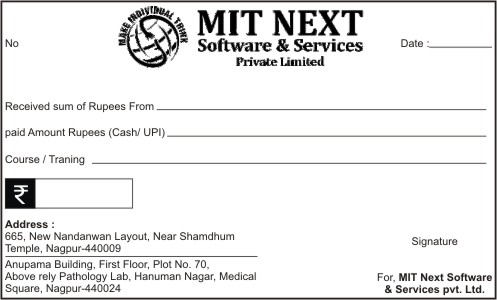 MAKE INDIVIDUAL THINK
MIT NEXT
Software & Services
Private Limited
No
Date :
Received sum of Rupees From
paid Amount Rupees (Cash/ UPI)
Course / Traning
₹
Address :
665, New Nandanwan Layout, Near Shamdhum
Temple, Nagpur-440009
Anupama Building, First Floor, Plot No. 70,
Above rely Pathology Lab, Hanuman Nagar, Medical
Square, Nagpur-440024
Signature
For, MIT Next Software
& Services pvt. Ltd.